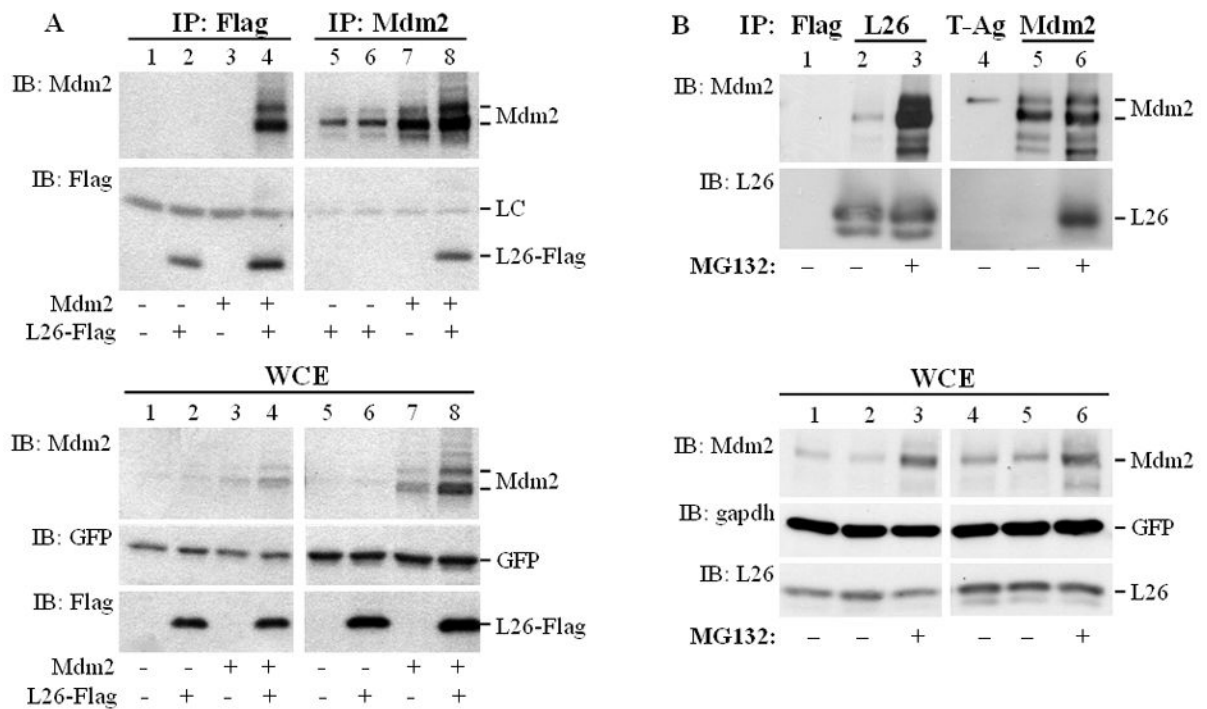 A IP: Flag IP: Mdm2
1 2 3 4 5 6 7 8
IB: Mdm2
Mdm2
IB: Flag
LC
L26-Flag
Mdm2 - - + + - - + +
L26-Flag - + - + + + - +
WCE
1 2 3 4 5 6 7 8
IB: Mdm2
Mdm2
IB: GFP
GFP
IB: Flag
L26-Flag
Mdm2 - - + + - - + +
L26-Flag - + - + - + - +
B IP: Flag L26 T-Ag Mdm2
1 2 3 4 5 6
IB: Mdm2
Mdm2
IB: L26
L26
MG132: – – + – – +
WCE
1 2 3 4 5 6
IB: Mdm2
Mdm2
IB: gapdh
GFP
IB: L26
L26
MG132: – – + – – +